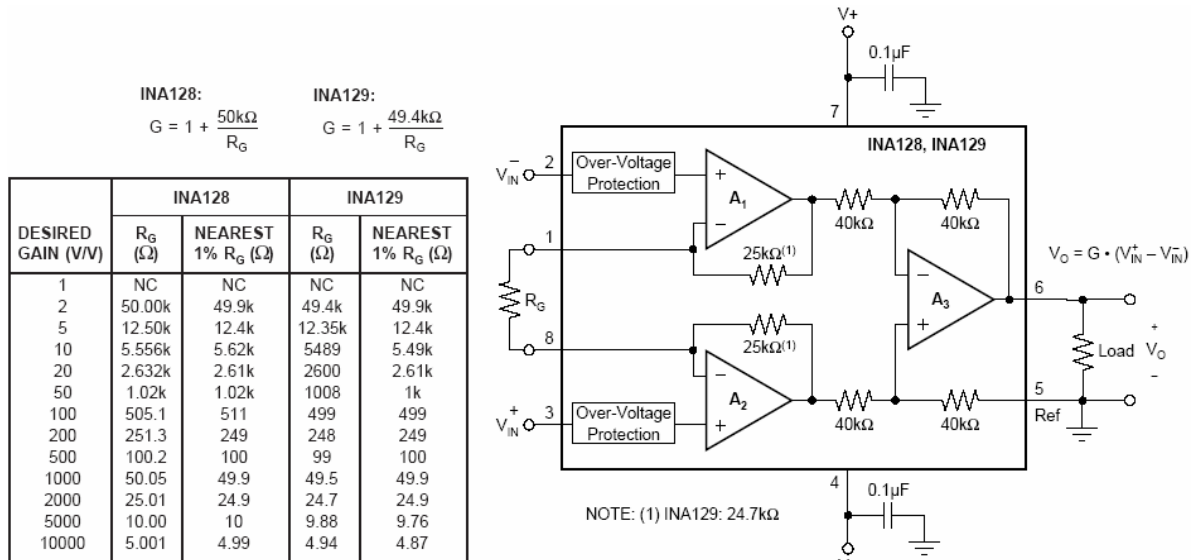 INA128:
G = 1 + 50kΩ / R_G
INA129:
G = 1 + 49.4kΩ / R_G
INA128 INA129
DESIRED GAIN (V/V) R_G (Ω) NEAREST 1% R_G (Ω) R_G (Ω) NEAREST 1% R_G (Ω)
1 NC NC NC NC
2 50.00k 49.9k 49.4k 49.9k
5 12.50k 12.4k 12.35k 12.4k
10 5.556k 5.62k 5489 5.49k
20 2.632k 2.61k 2600 2.61k
50 1.02k 1.02k 1008 1k
100 505.1 511 499 499
200 251.3 249 248 249
500 100.2 100 99 100
1000 50.05 49.9 49.5 49.9
2000 25.01 24.9 24.7 24.9
5000 10.00 10 9.88 9.76
10000 5.001 4.99 4.94 4.87
V+
0.1µF
7
INA128, INA129
V_IN^− 2 Over-Voltage Protection
+
A₁
−
40kΩ 40kΩ
1
25kΩ⁽¹⁾
R_G
−
A₃
+
6
V_O = G • (V_IN^+ − V_IN^−)
8
25kΩ⁽¹⁾
Load
+
V_O
−
−
A₂
+
V_IN^+ 3 Over-Voltage Protection
40kΩ 40kΩ
5
Ref
4
0.1µF
NOTE: (1) INA129: 24.7kΩ